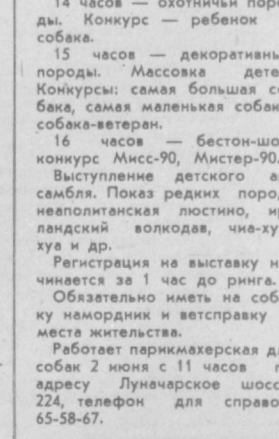 14 часов — охотничьи поро
ды. Конкурс — ребенок
собака.
15 часов — декоративны
породы. Массовка дете
Конкурсы: самая большая со
бака, самая маленькая собак
собака-ветеран.
16 часов — бестон-шо
конкурс Мисс-90, Мистер-90.
Выступление детского а
самбля. Показ редких поро,
неаполитанская люстино, ир
ландский волкодав, чиа-ху
хуа и др.
Регистрация на выставку н
чинается за 1 час до ринга.
Обязательно иметь на соба
ку намордник и ветсправку
места жительства.
Работает парикмахерская д
собак 2 июня с 11 часов п
адресу Луначарское шосс
224, телефон для справо
65-58-67.